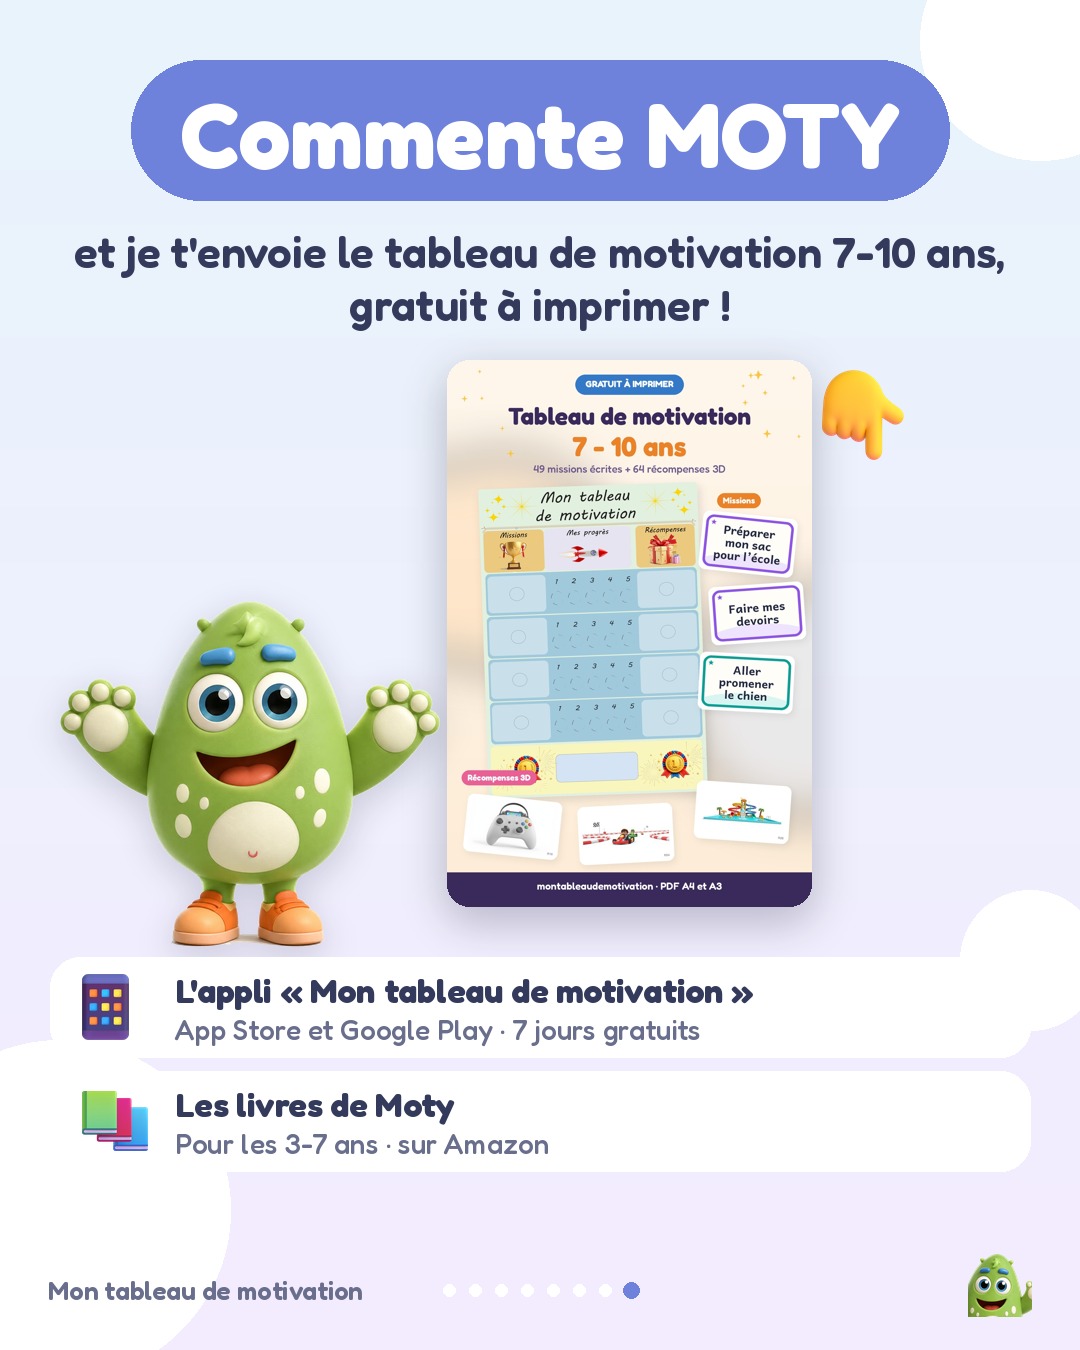 Commente MOTY
et je t'envoie le tableau de motivation 7-10 ans,
gratuit à imprimer !
GRATUIT À IMPRIMER
Tableau de motivation
7 - 10 ans
49 missions écrites + 64 récompenses 3D
Mon tableau
de motivation
Missions
Mes progrès
Récompenses
1 2 3 4 5
1 2 3 4 5
1 2 3 4 5
1 2 3 4 5
Missions
Préparer
mon sac
pour l'école
Faire mes
devoirs
Aller
promener
le chien
Récompenses 3D
montableaudemotivation · PDF A4 et A3
L'appli « Mon tableau de motivation »
App Store et Google Play · 7 jours gratuits
Les livres de Moty
Pour les 3-7 ans · sur Amazon
Mon tableau de motivation